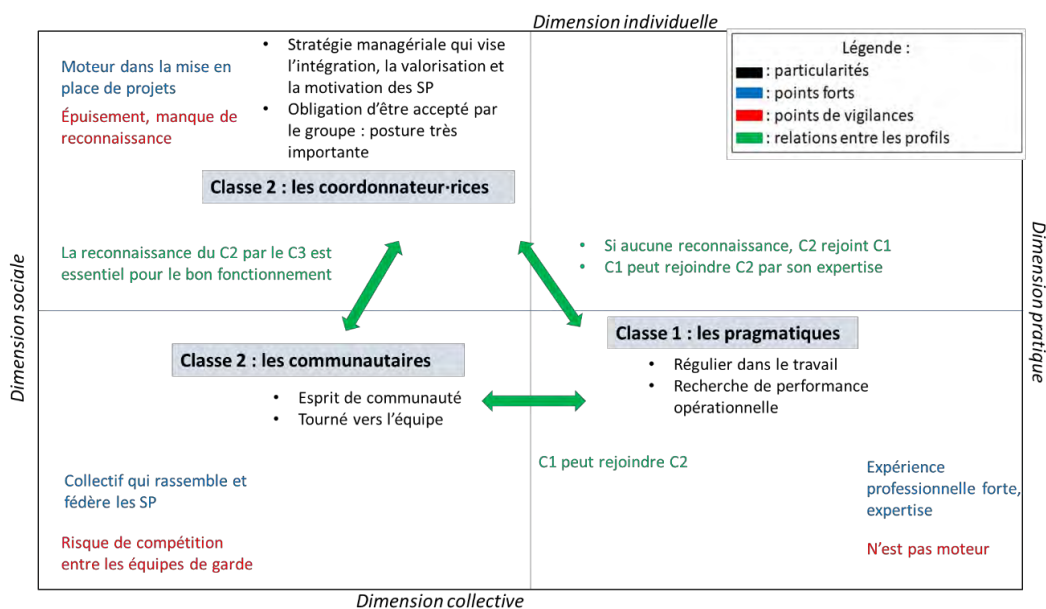 Dimension individuelle
Moteur dans la mise en
place de projets
Épuisement, manque de
reconnaissance
• Stratégie managériale qui vise
l'intégration, la valorisation et
la motivation des SP
• Obligation d'être accepté par
le groupe : posture très
importante
Légende :
: particularités
: points forts
: points de vigilances
: relations entre les profils
Classe 2 : les coordonnateur·rices
La reconnaissance du C2 par le C3 est
essentiel pour le bon fonctionnement
• Si aucune reconnaissance, C2 rejoint C1
• C1 peut rejoindre C2 par son expertise
Dimension sociale
Dimension pratique
Classe 2 : les communautaires
• Esprit de communauté
• Tourné vers l'équipe
Classe 1 : les pragmatiques
• Régulier dans le travail
• Recherche de performance
opérationnelle
C1 peut rejoindre C2
Collectif qui rassemble et
fédère les SP
Risque de compétition
entre les équipes de garde
Expérience
professionnelle forte,
expertise
N'est pas moteur
Dimension collective